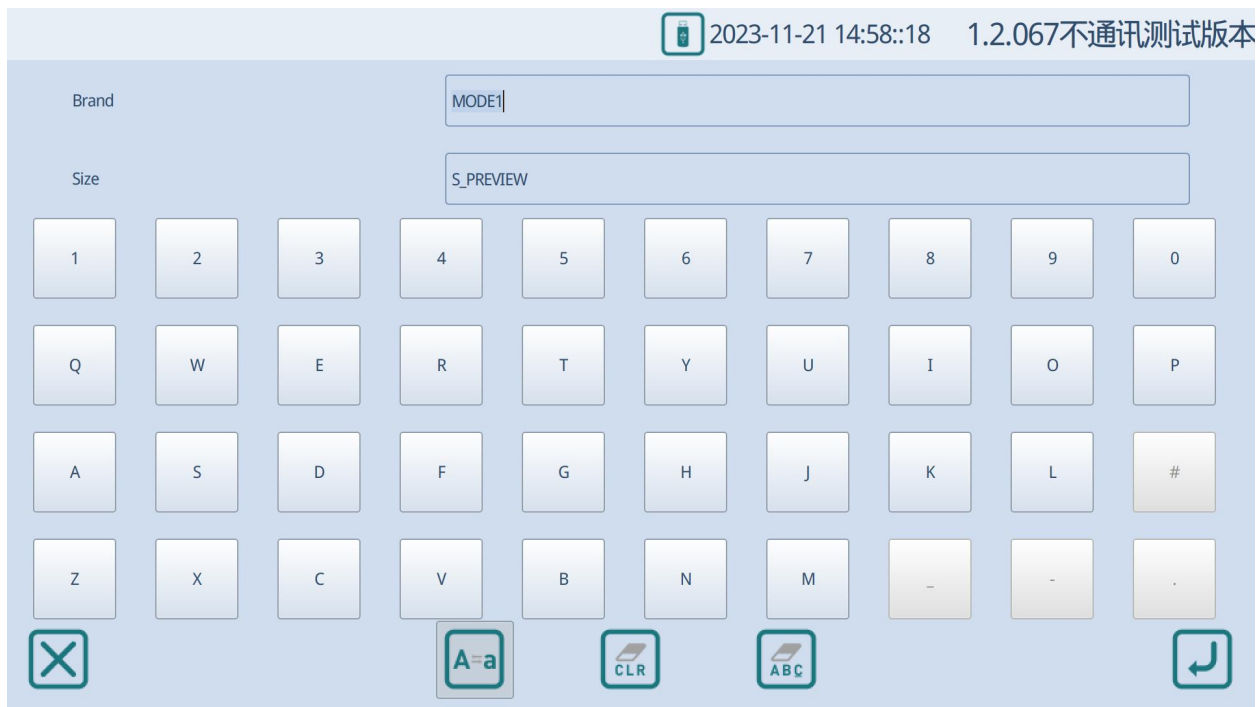 2023-11-21 14:58::18 1.2.067不通讯测试版本
Brand MODE1
Size S_PREVIEW
1 2 3 4 5 6 7 8 9 0
Q W E R T Y U I O P
A S D F G H J K L #
Z X C V B N M _ - .
A=a CLR ABC